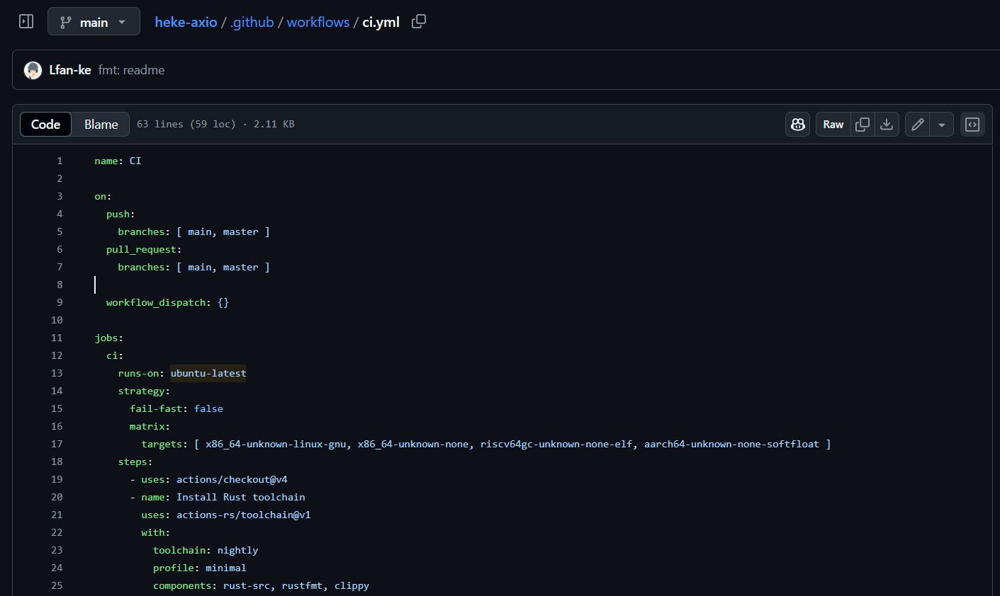 main
heke-axio / .github / workflows / ci.yml
Lfan-ke fmt: readme
Code Blame 63 lines (59 loc) · 2.11 KB Raw
1 name: CI
2
3 on:
4   push:
5     branches: [ main, master ]
6   pull_request:
7     branches: [ main, master ]
8
9   workflow_dispatch: {}
10
11 jobs:
12   ci:
13     runs-on: ubuntu-latest
14     strategy:
15       fail-fast: false
16       matrix:
17         targets: [ x86_64-unknown-linux-gnu, x86_64-unknown-none, riscv64gc-unknown-none-elf, aarch64-unknown-none-softfloat ]
18     steps:
19       - uses: actions/checkout@v4
20       - name: Install Rust toolchain
21         uses: actions-rs/toolchain@v1
22         with:
23           toolchain: nightly
24           profile: minimal
25           components: rust-src, rustfmt, clippy